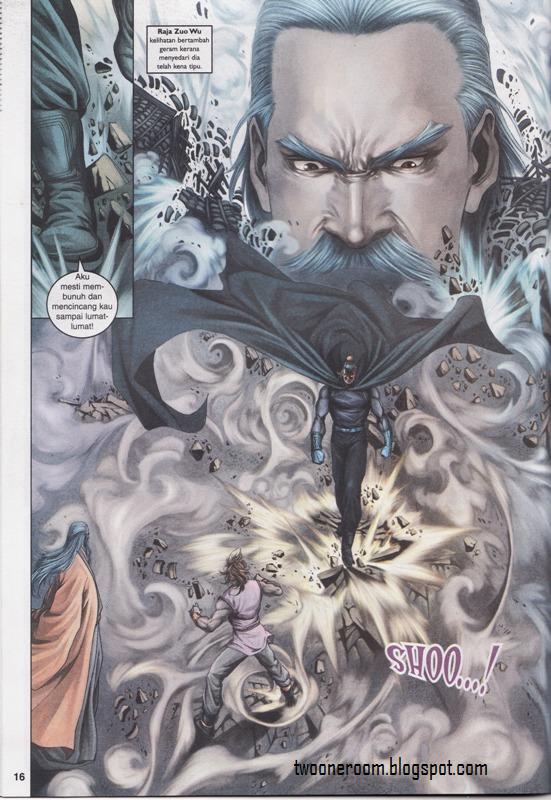 Raja Zuo Wu
kelihatan bertambah
geram kerana
menyedari dia
telah kena tipu.
Aku
mesti mem-
bunuh dan
mencincang kau
sampai lumat-
lumat!
SHOO....!
16
twooneroom.blogspot.com